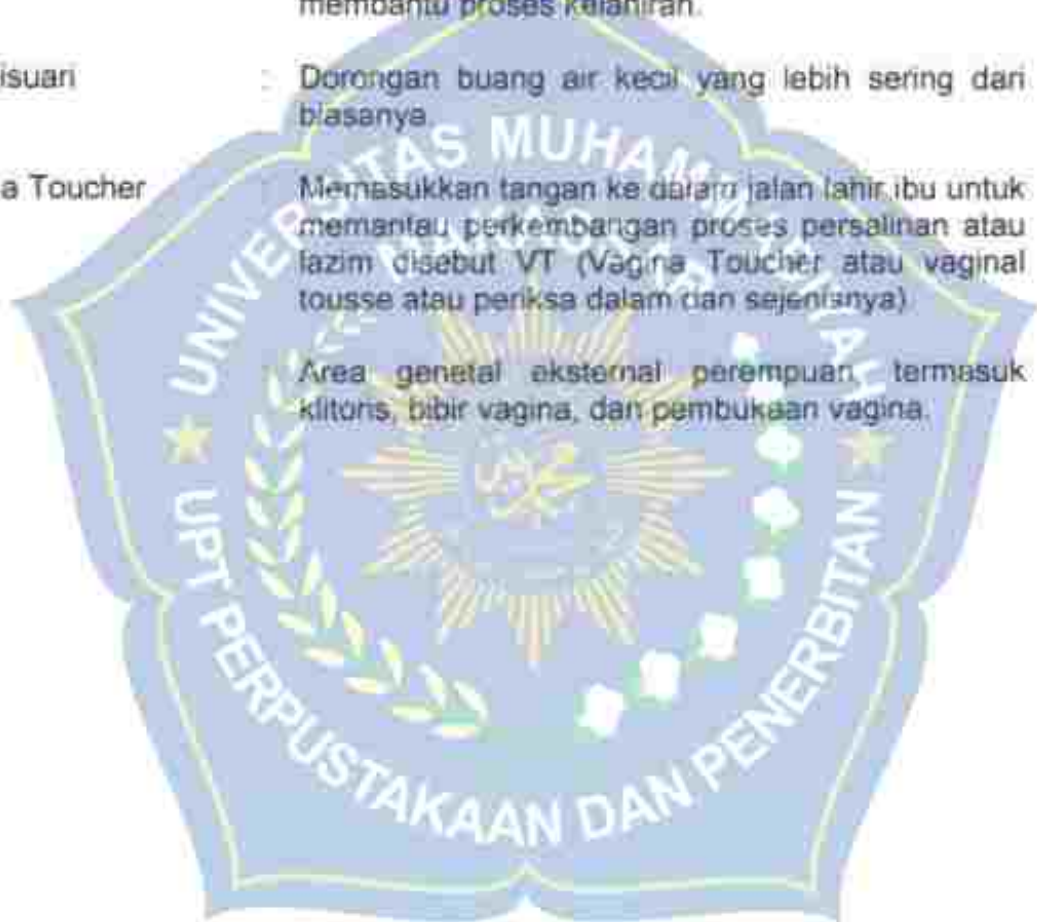 membantu proses kelahiran.
isuari : Dorongan buang air kecil yang lebih sering dari
biasanya.
a Toucher : Memasukkan tangan ke dalam jalan lahir ibu untuk
memantau perkembangan proses persalinan atau
lazim disebut VT (Vagina Toucher atau vaginal
tousse atau periksa dalam dan sejenisnya)
: Area genetal eksternal perempuan, termasuk
klitoris, bibir vagina, dan pembukaan vagina.
UNIVERSITAS MUHAMMADIYAH
MAKASSAR
UPT PERPUSTAKAAN DAN PENERBITAN